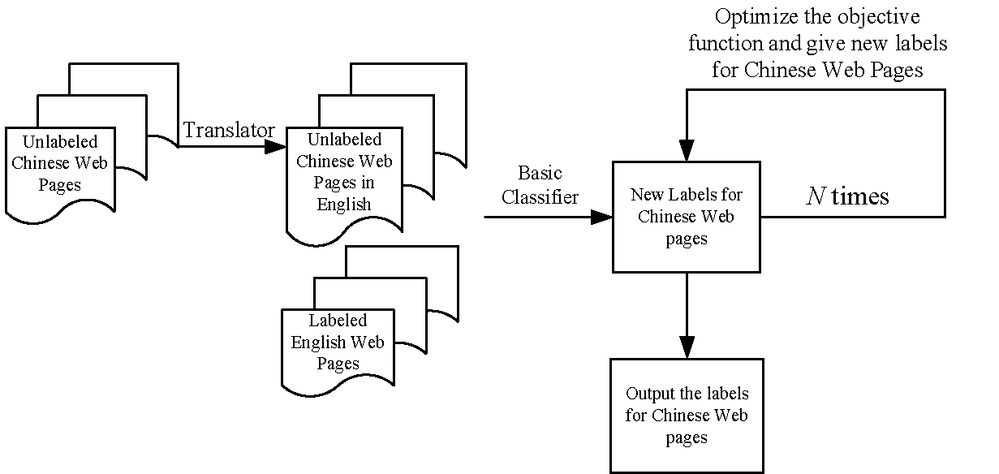 Optimize the objective
function and give new labels
for Chinese Web Pages
Unlabeled
Chinese Web
Pages
Translator
Unlabeled
Chinese Web
Pages in
English
Basic
Classifier
New Labels for
Chinese Web
pages
N times
Labeled
English Web
Pages
Output the labels
for Chinese Web
pages